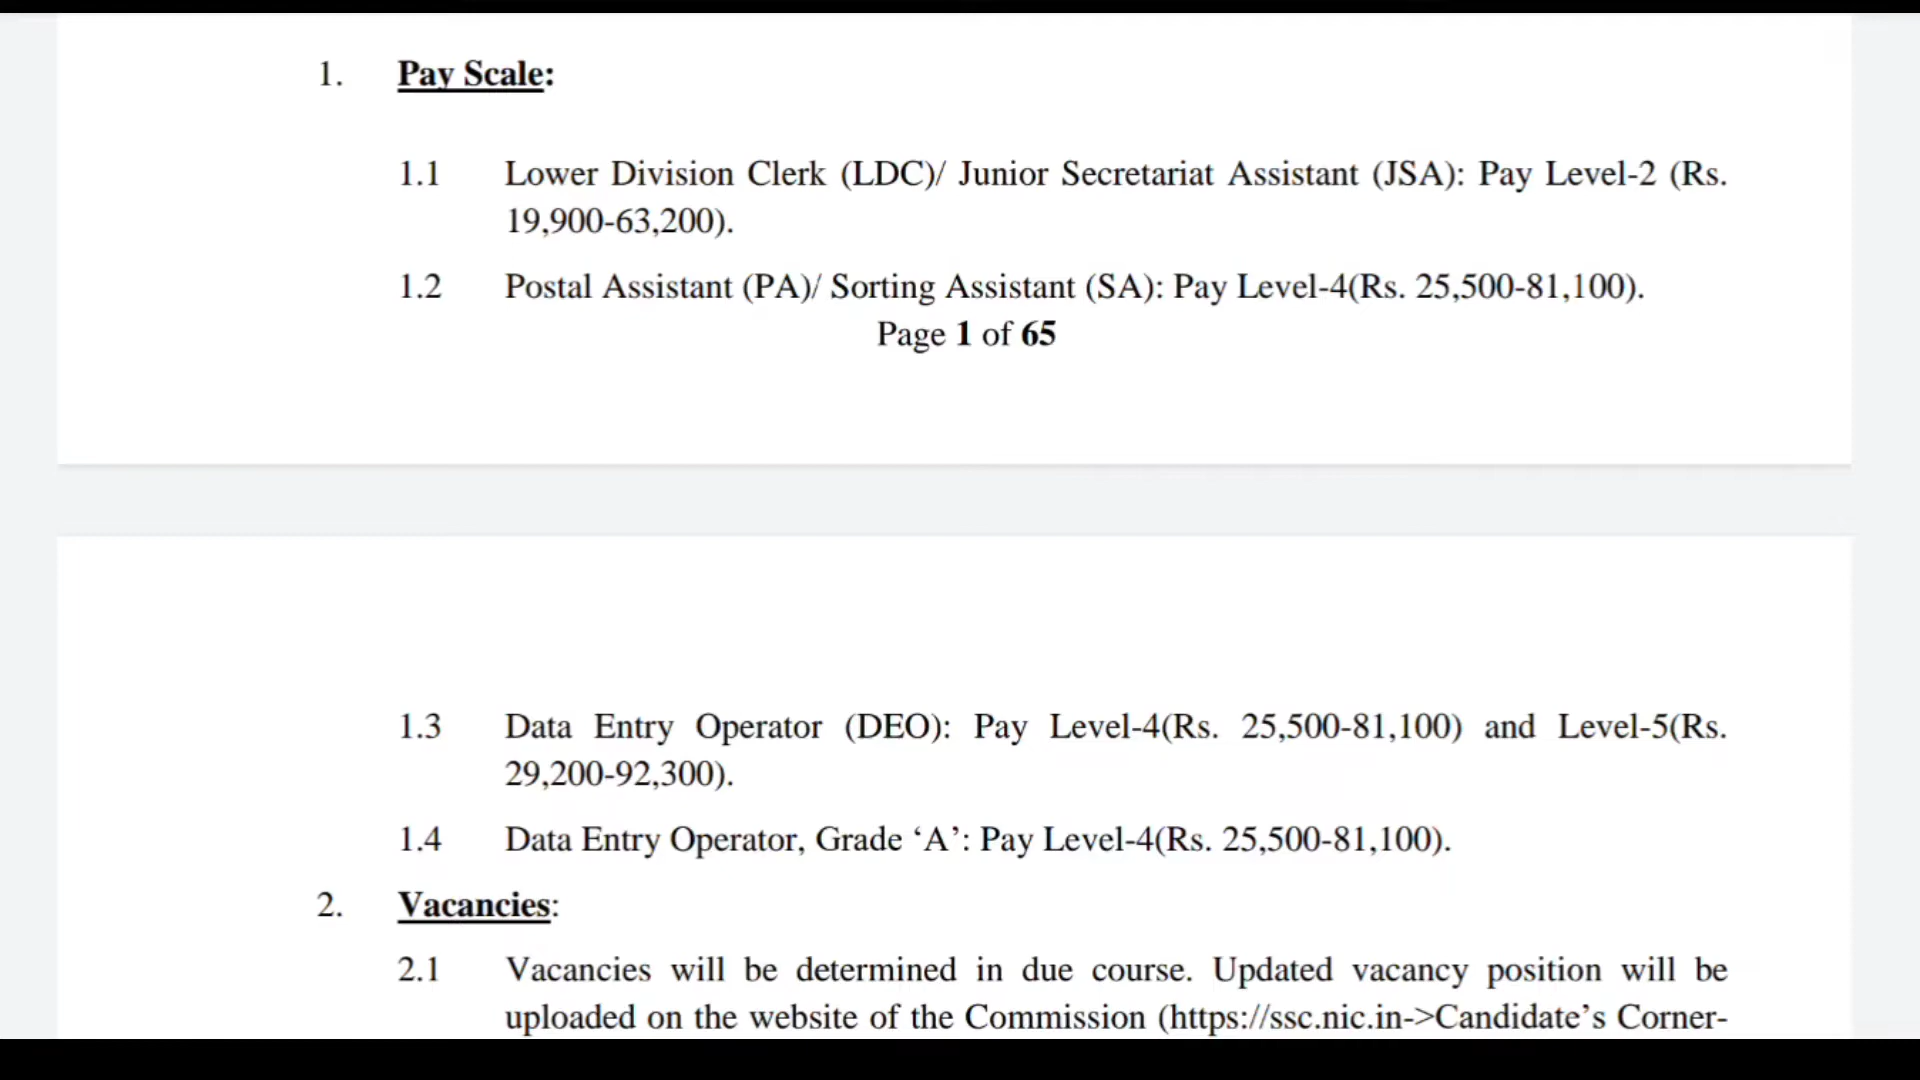 1. Pay Scale:
1.1 Lower Division Clerk (LDC)/ Junior Secretariat Assistant (JSA): Pay Level-2 (Rs.
19,900-63,200).
1.2 Postal Assistant (PA)/ Sorting Assistant (SA): Pay Level-4(Rs. 25,500-81,100).
Page 1 of 65
1.3 Data Entry Operator (DEO): Pay Level-4(Rs. 25,500-81,100) and Level-5(Rs.
29,200-92,300).
1.4 Data Entry Operator, Grade ‘A’: Pay Level-4(Rs. 25,500-81,100).
2. Vacancies:
2.1 Vacancies will be determined in due course. Updated vacancy position will be
uploaded on the website of the Commission (https://ssc.nic.in->Candidate’s Corner-